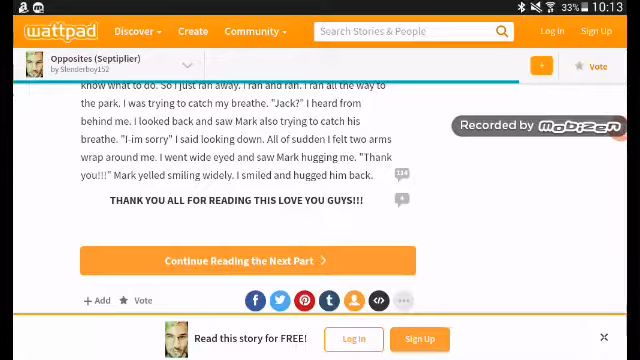 33% 10:13
wattpad Discover Create Community Search Stories & People Log In Sign Up
Opposites (Septiplier)
by Slenderboy152
+ Vote
know what to do. So I just ran away. I ran and ran. I ran all the way to
the park. I was trying to catch my breathe. "Jack?" I heard from
behind me. I looked back and saw Mark also trying to catch his
Recorded by mobizen
breathe. "I-im sorry" I said looking down. All of sudden I felt two arms
wrap around me. I went wide eyed and saw Mark hugging me. "Thank
you!!!" Mark yelled smiling widely. I smiled and hugged him back.
114
THANK YOU ALL FOR READING THIS LOVE YOU GUYS!!!
Continue Reading the Next Part
+ Add Vote
Read this story for FREE! Log In Sign Up